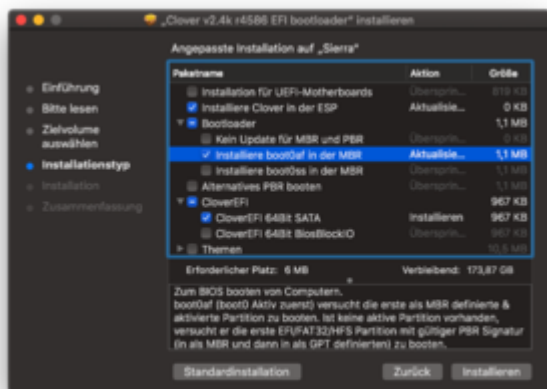 „Clover v2.4k r4586 EFI bootloader“ installieren
Angepasste Installation auf „Sierra“
Einführung
Bitte lesen
Zielvolume
auswählen
Installationstyp
Installation
Zusammenfassung
Paketname Aktion Größe
Installation für UEFI-Motherboards Übersprin... 819 KB
Installiere Clover in der ESP Aktualisie... 0 KB
Bootloader 1,1 MB
Kein Update für MBR und PBR Übersprin... 0 KB
Installiere boot0af in der MBR Aktualisie... 1,1 MB
Installiere boot0ss in der MBR Übersprin... 1,1 MB
Alternatives PBR booten Übersprin... 1,1 MB
CloverEFI 967 KB
CloverEFI 64Bit SATA Installieren 967 KB
CloverEFI 64Bit BiosBlockIO Übersprin... 967 KB
Themen 10,5 MB
Erforderlicher Platz: 6 MB Verbleibend: 173,87 GB
Zum BIOS booten von Computern.
boot0af (boot0 Aktiv zuerst) versucht die erste als MBR definierte &
aktivierte Partition zu booten. Ist keine aktive Partition vorhanden,
versucht er die erste EFI/FAT32/HFS Partition mit gültiger PBR Signatur
(in als MBR und dann in als GPT definierten) zu booten.
Standardinstallation
Zurück
Installieren